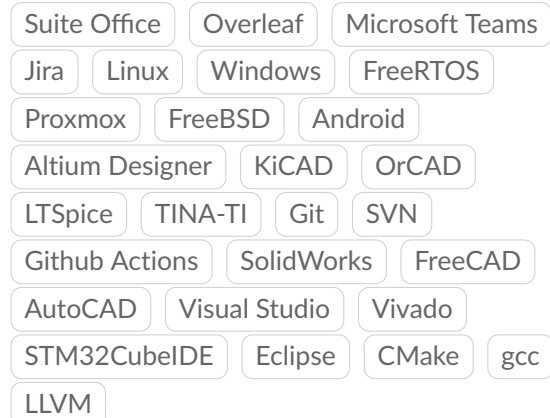 Suite Office Overleaf Microsoft Teams
Jira Linux Windows FreeRTOS
Proxmox FreeBSD Android
Altium Designer KiCAD OrCAD
LTSpice TINA-TI Git SVN
Github Actions SolidWorks FreeCAD
AutoCAD Visual Studio Vivado
STM32CubeIDE Eclipse CMake gcc
LLVM